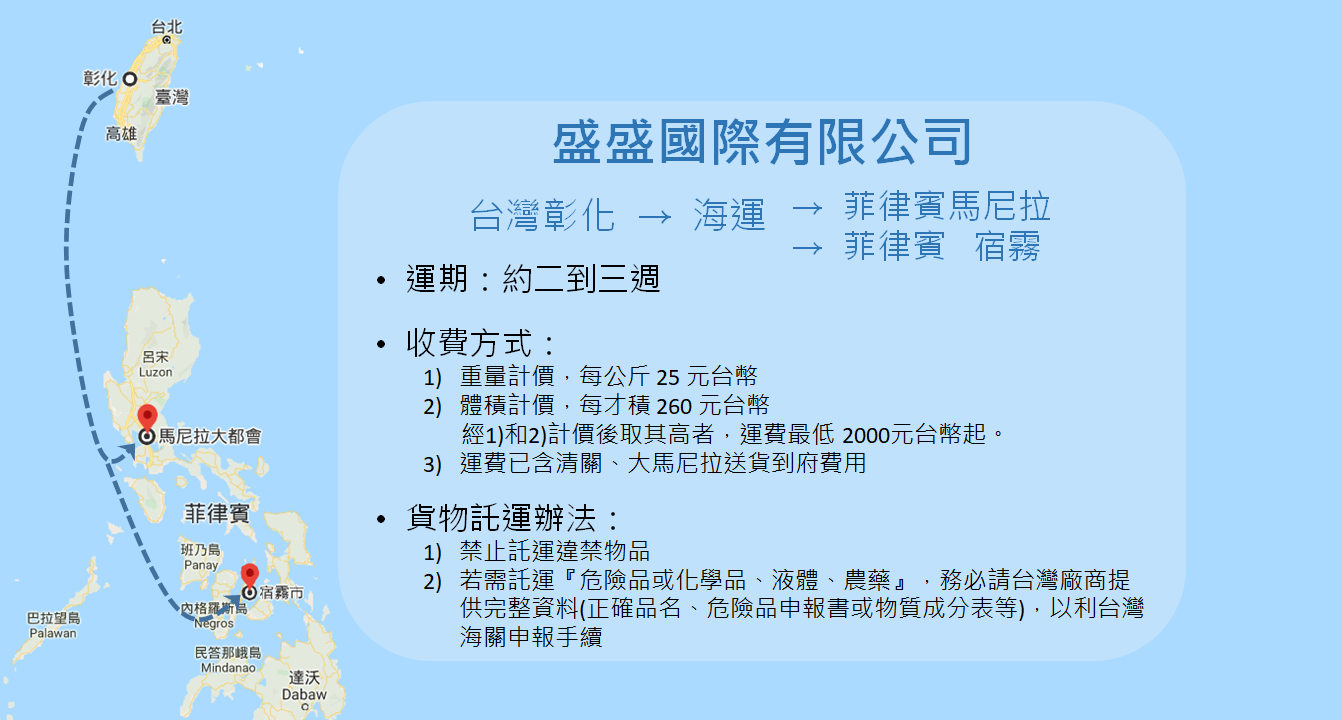 台北
彰化
臺灣
高雄
盛盛國際有限公司
台灣彰化 → 海運 → 菲律賓馬尼拉
→ 菲律賓 宿霧
• 運期：約二到三週
• 收費方式：
1) 重量計價，每公斤 25 元台幣
2) 體積計價，每才積 260 元台幣
經1)和2)計價後取其高者，運費最低 2000元台幣起。
3) 運費已含清關、大馬尼拉送貨到府費用
• 貨物託運辦法：
1) 禁止託運違禁物品
2) 若需託運『危險品或化學品、液體、農藥』，務必請台灣廠商提
供完整資料(正確品名、危險品申報書或物質成分表等)，以利台灣
海關申報手續
呂宋
Luzon
馬尼拉大都會
菲律賓
班乃島
Panay
宿霧市
內格羅斯島
Negros
巴拉望島
Palawan
民答那峨島
Mindanao
達沃
Dabaw